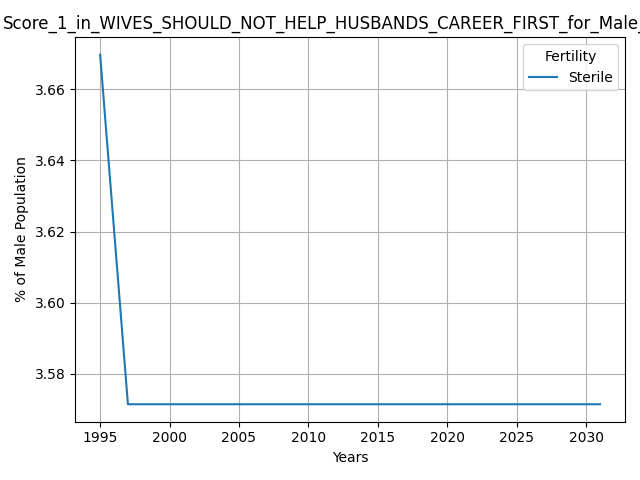 Score_1_in_WIVES_SHOULD_NOT_HELP_HUSBANDS_CAREER_FIRST_for_Male_
Fertility
Sterile
3.66
3.64
3.62
3.60
3.58
% of Male Population
1995 2000 2005 2010 2015 2020 2025 2030
Years